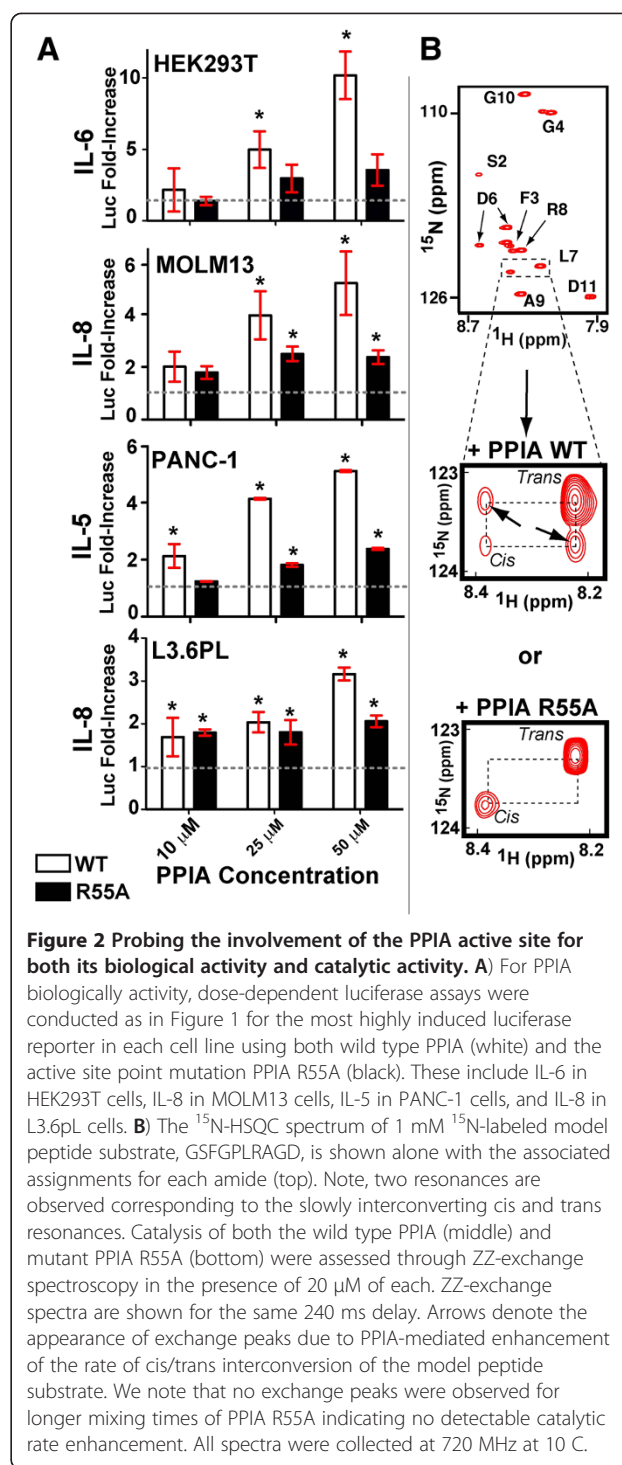 A
B
HEK293T
IL-6
Luc Fold-Increase
10
5
0
*
*
MOLM13
IL-8
Luc Fold-Increase
6
4
2
0
*
*
*
*
PANC-1
IL-5
Luc Fold-Increase
6
4
2
0
*
*
*
*
*
L3.6PL
IL-8
Luc Fold-Increase
4
3
2
1
0
*
*
*
*
*
*
10 µM
25 µM
50 µM
PPIA Concentration
WT
R55A
G10
G4
S2
D6
F3
R8
L7
A9
D11
110
126
15N (ppm)
8.7
7.9
1H (ppm)
+ PPIA WT
Trans
Cis
123
124
15N (ppm)
8.4
8.2
1H (ppm)
or
+ PPIA R55A
Trans
Cis
123
124
15N (ppm)
8.4
8.2
1H (ppm)
Figure 2 Probing the involvement of the PPIA active site for
both its biological activity and catalytic activity. A) For PPIA
biologically activity, dose-dependent luciferase assays were
conducted as in Figure 1 for the most highly induced luciferase
reporter in each cell line using both wild type PPIA (white) and the
active site point mutation PPIA R55A (black). These include IL-6 in
HEK293T cells, IL-8 in MOLM13 cells, IL-5 in PANC-1 cells, and IL-8 in
L3.6pL cells. B) The 15N-HSQC spectrum of 1 mM 15N-labeled model
peptide substrate, GSFGPLRAGD, is shown alone with the associated
assignments for each amide (top). Note, two resonances are
observed corresponding to the slowly interconverting cis and trans
resonances. Catalysis of both the wild type PPIA (middle) and
mutant PPIA R55A (bottom) were assessed through ZZ-exchange
spectroscopy in the presence of 20 µM of each. ZZ-exchange
spectra are shown for the same 240 ms delay. Arrows denote the
appearance of exchange peaks due to PPIA-mediated enhancement
of the rate of cis/trans interconversion of the model peptide
substrate. We note that no exchange peaks were observed for
longer mixing times of PPIA R55A indicating no detectable catalytic
rate enhancement. All spectra were collected at 720 MHz at 10 C.